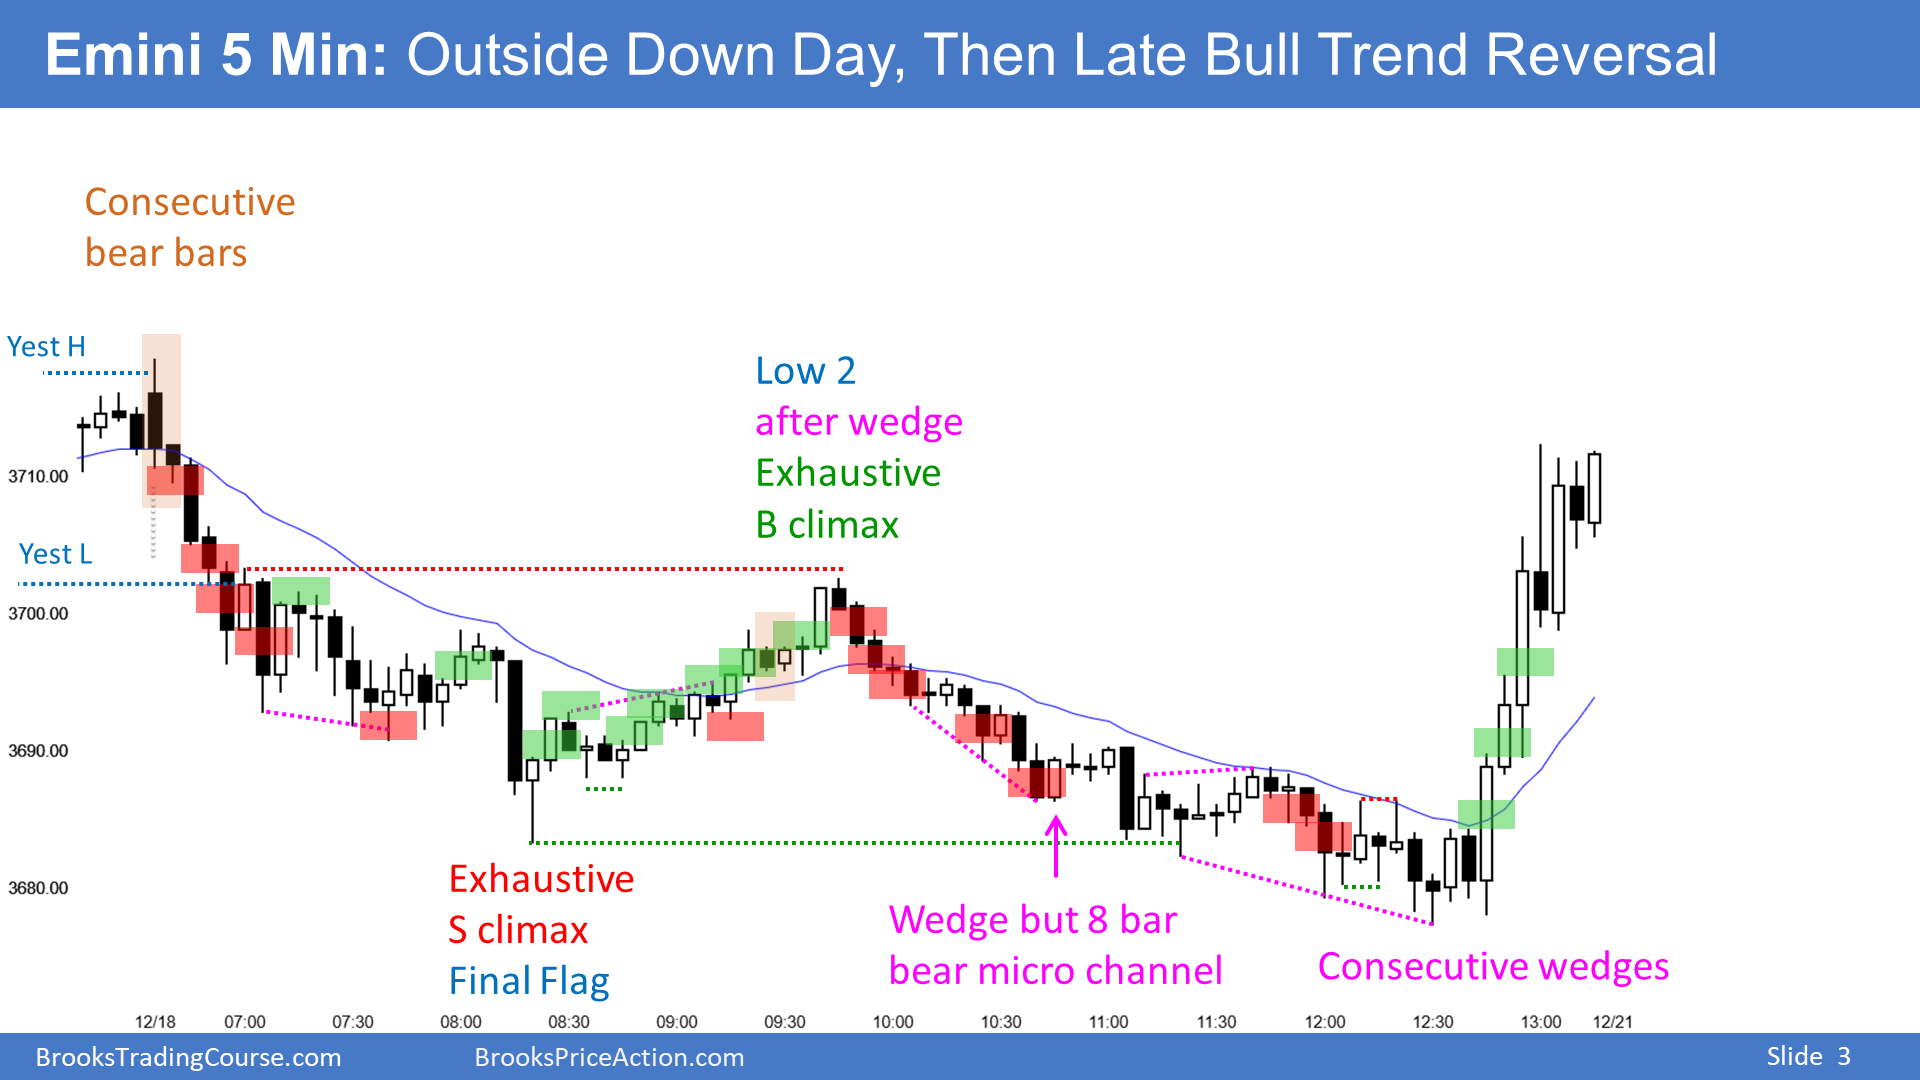 Emini 5 Min: Outside Down Day, Then Late Bull Trend Reversal
Consecutive
bear bars
Yest H
Low 2
after wedge
Exhaustive
B climax
3710.00
Yest L
3700.00
3690.00
3680.00
Exhaustive
S climax
Final Flag
Wedge but 8 bar
bear micro channel
Consecutive wedges
12/18 07:00 07:30 08:00 08:30 09:00 09:30 10:00 10:30 11:00 11:30 12:00 12:30 13:00 12/21
BrooksTradingCourse.com BrooksPriceAction.com Slide 3